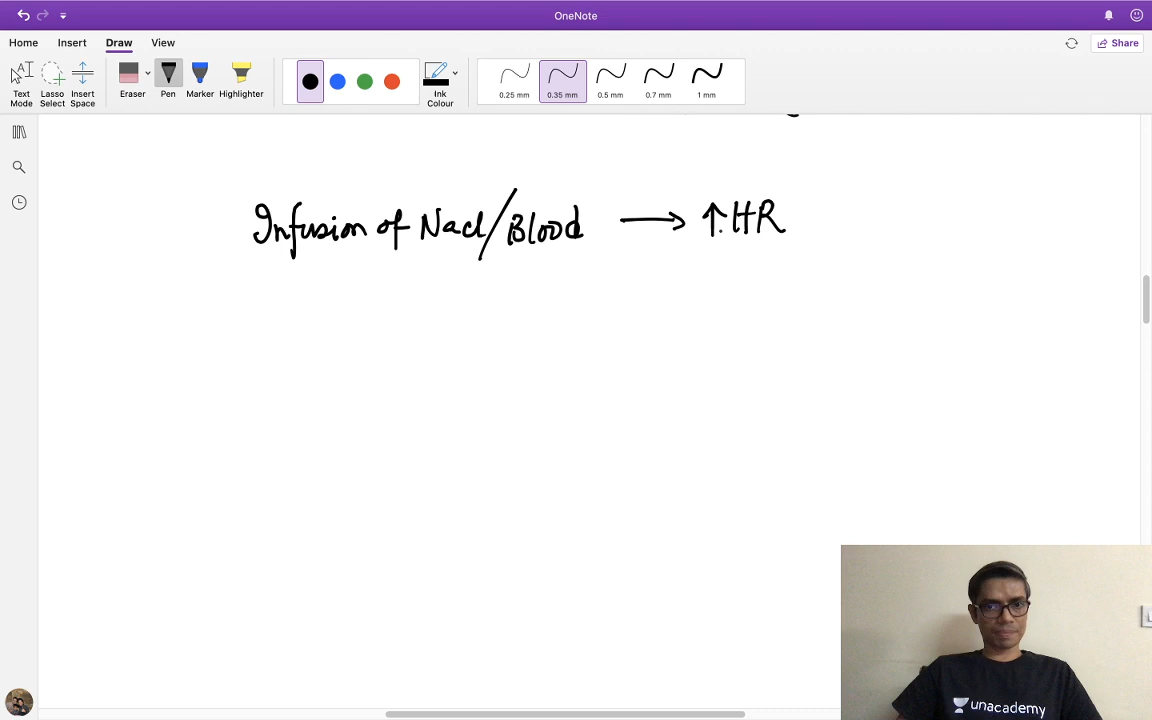 OneNote
Home Insert Draw View Share
Text Mode Lasso Select Insert Space Eraser Pen Marker Highlighter Ink Colour 0.25 mm 0.35 mm 0.5 mm 0.7 mm 1 mm
Infusion of Nacl/Blood → ↑HR
unacademy